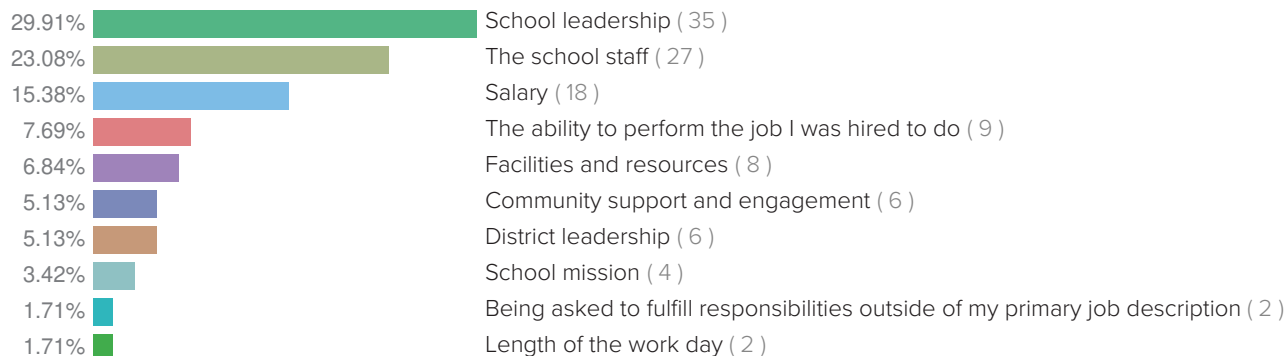 29.91% School leadership ( 35 )
23.08% The school staff ( 27 )
15.38% Salary ( 18 )
7.69% The ability to perform the job I was hired to do ( 9 )
6.84% Facilities and resources ( 8 )
5.13% Community support and engagement ( 6 )
5.13% District leadership ( 6 )
3.42% School mission ( 4 )
1.71% Being asked to fulfill responsibilities outside of my primary job description ( 2 )
1.71% Length of the work day ( 2 )